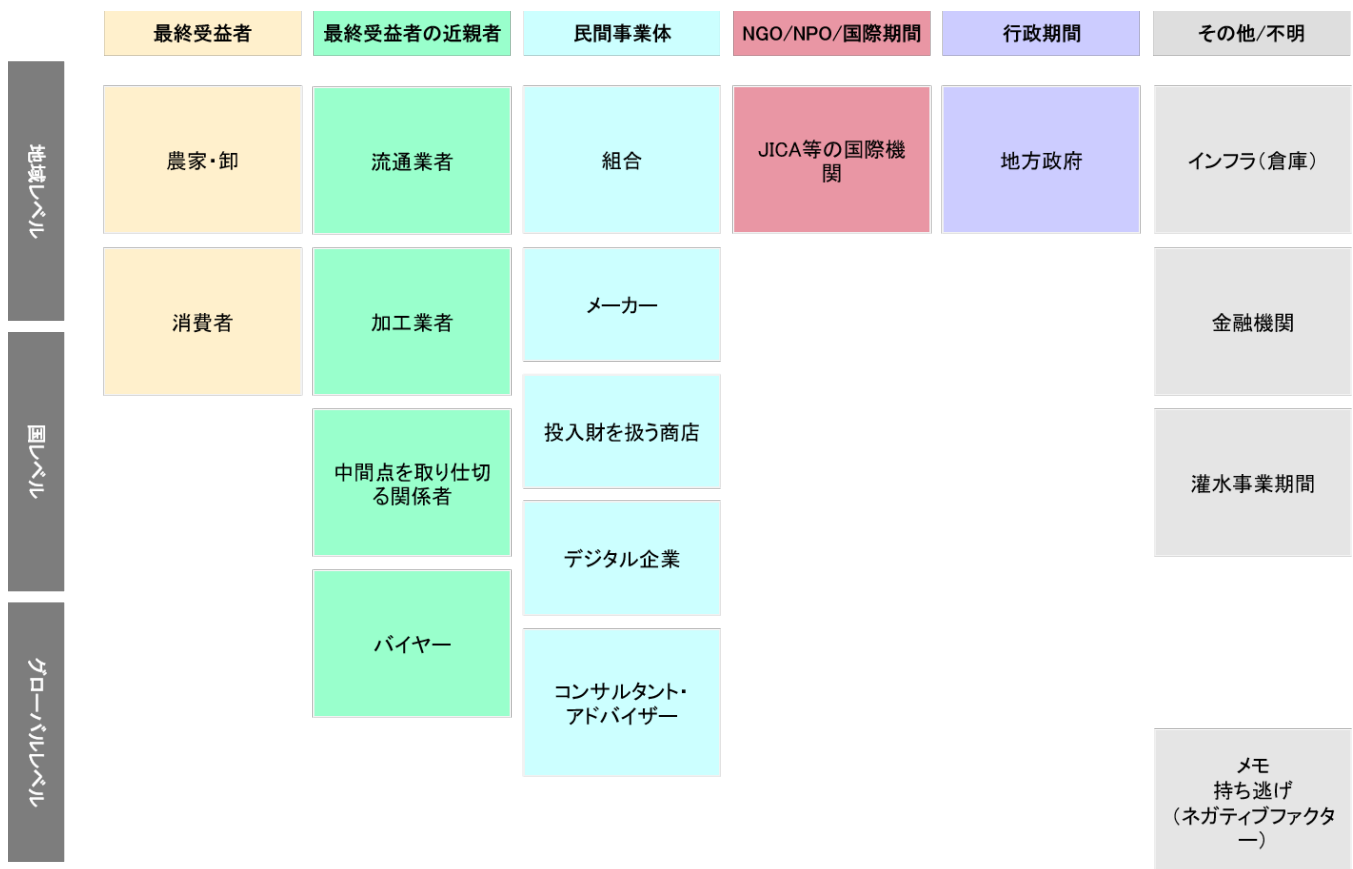 最終受益者
最終受益者の近親者
民間事業体
NGO/NPO/国際期間
行政期間
その他/不明
地域レベル
農家・卸
流通業者
組合
JICA等の国際機
関
地方政府
インフラ(倉庫)
消費者
加工業者
メーカー
金融機関
国レベル
中間点を取り仕切
る関係者
投入財を扱う商店
灌水事業期間
デジタル企業
グローバルレベル
バイヤー
コンサルタント・
アドバイザー
メモ
持ち逃げ
(ネガティブファクタ
ー)